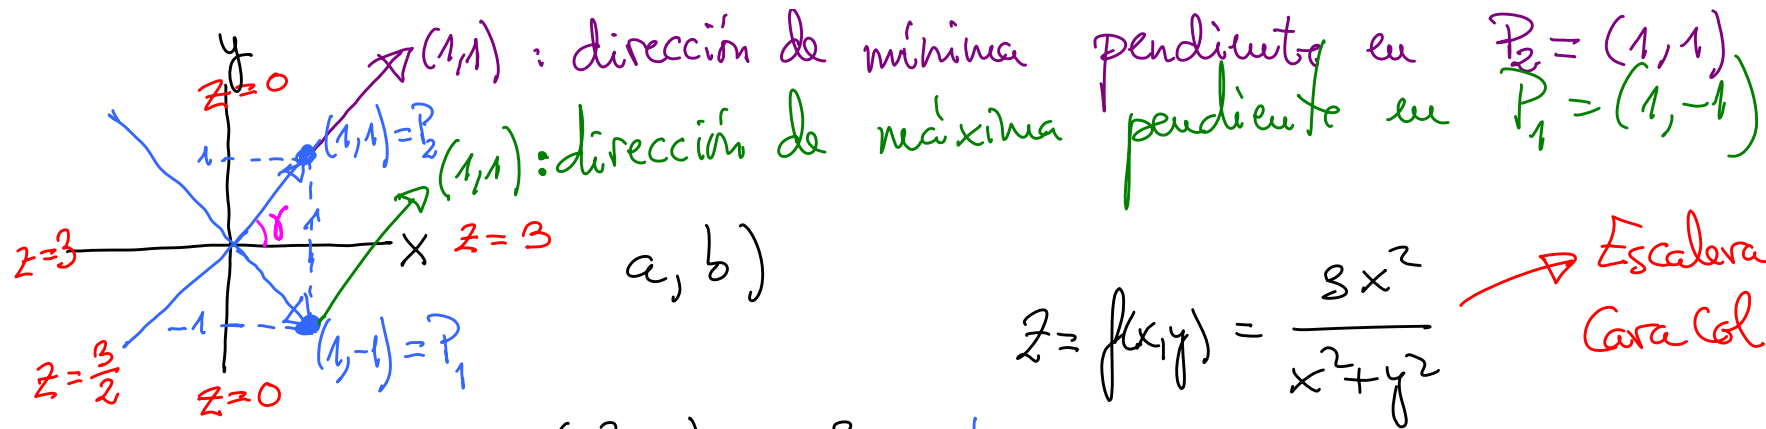 (1,1) : dirección de mínima pendiente en P₂ = (1,1)
(1,1) : dirección de máxima pendiente en P₁ = (1,-1)
y
z=0
(1,1) = P₂
1
1
γ
z=3
x
z = 3
-1
(1,-1) = P₁
z = 3/2
z=0
a, b)
z = f(x,y) = 3x² / (x²+y²)
Escalera
Caracol